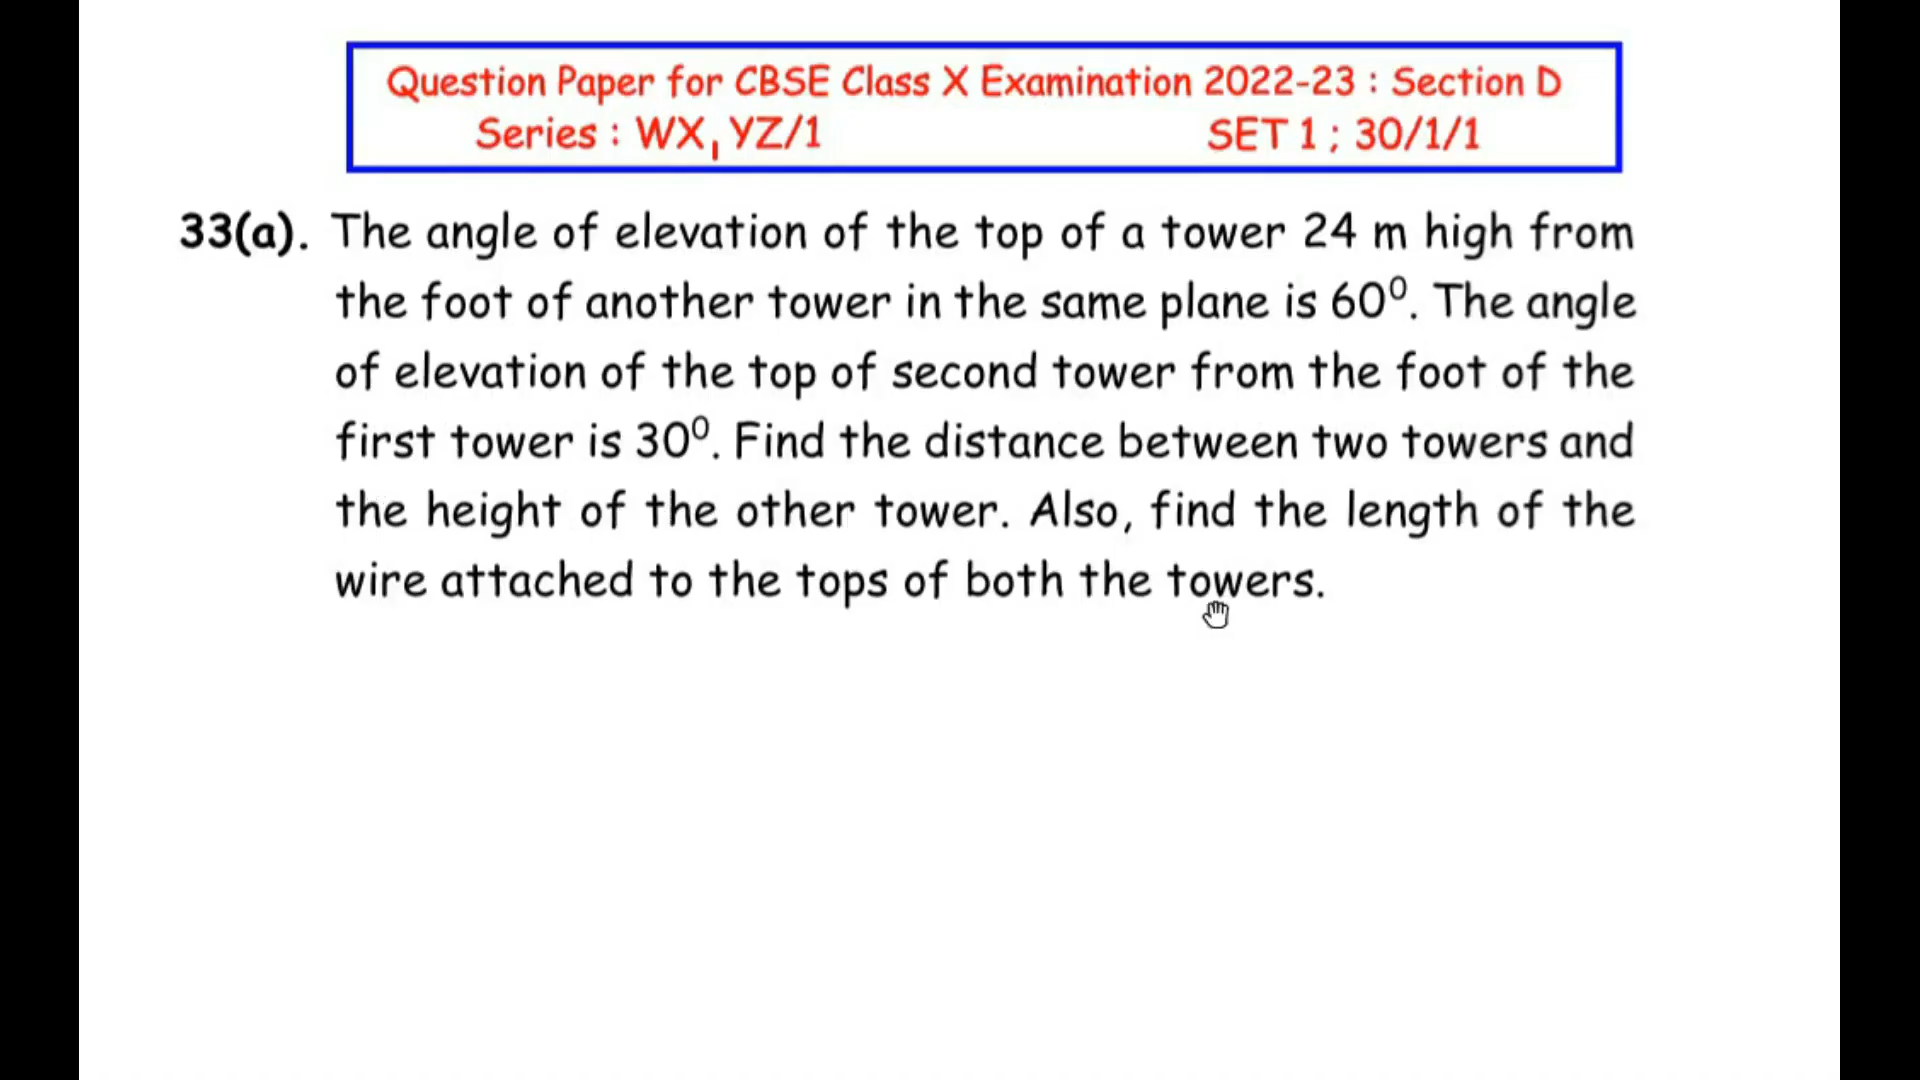 Question Paper for CBSE Class X Examination 2022-23 : Section D
Series : WX1YZ/1 SET 1 ; 30/1/1
33(a). The angle of elevation of the top of a tower 24 m high from
the foot of another tower in the same plane is 60⁰. The angle
of elevation of the top of second tower from the foot of the
first tower is 30⁰. Find the distance between two towers and
the height of the other tower. Also, find the length of the
wire attached to the tops of both the towers.